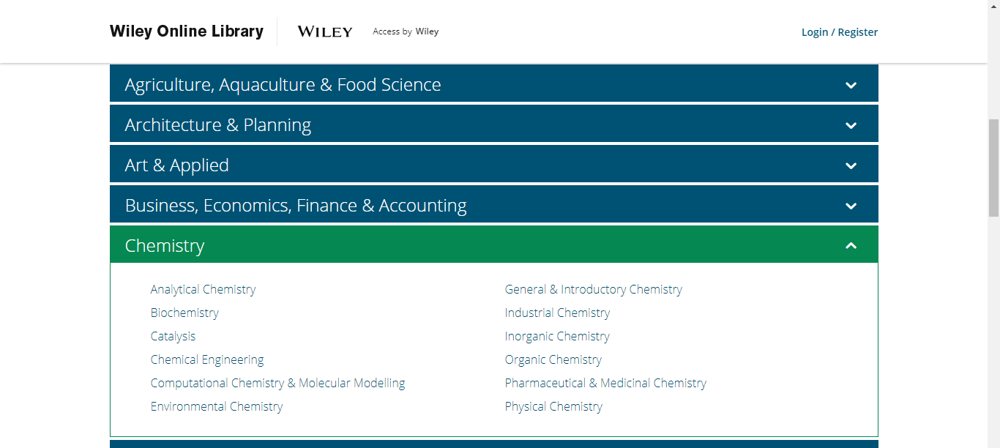 Wiley Online Library WILEY Access by Wiley Login / Register
Agriculture, Aquaculture & Food Science
Architecture & Planning
Art & Applied
Business, Economics, Finance & Accounting
Chemistry
Analytical Chemistry
Biochemistry
Catalysis
Chemical Engineering
Computational Chemistry & Molecular Modelling
Environmental Chemistry
General & Introductory Chemistry
Industrial Chemistry
Inorganic Chemistry
Organic Chemistry
Pharmaceutical & Medicinal Chemistry
Physical Chemistry